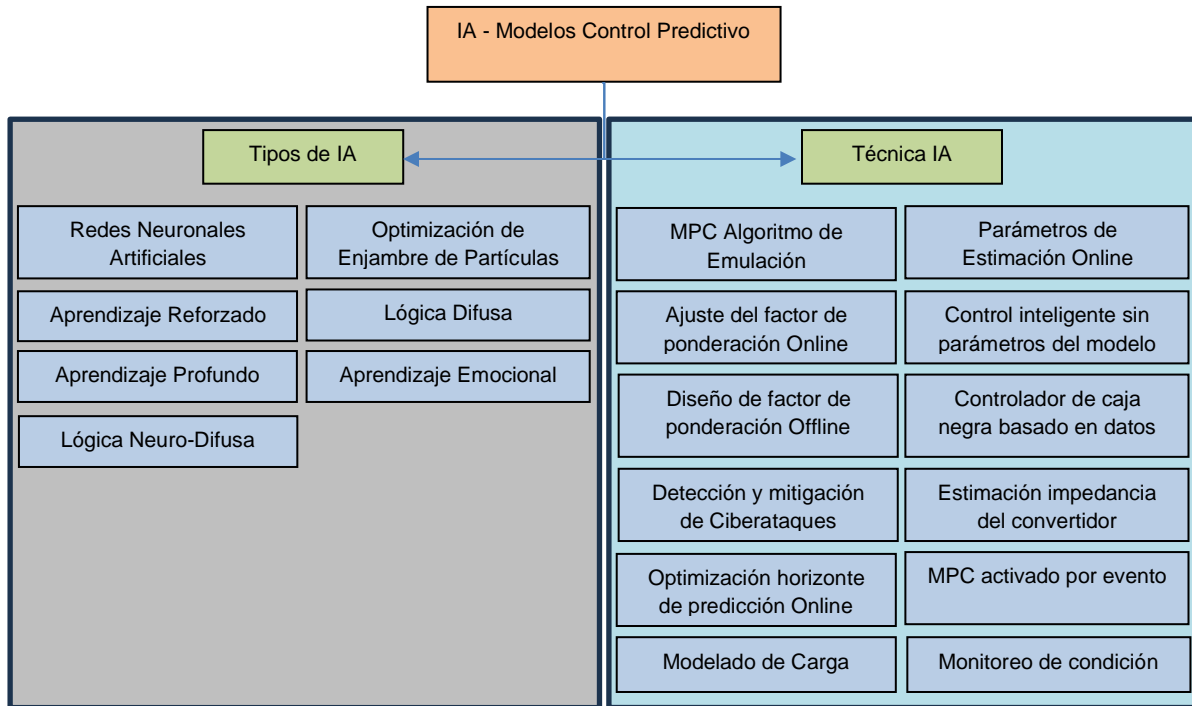 IA - Modelos Control Predictivo
Tipos de IA
Redes Neuronales
Artificiales
Optimización de
Enjambre de Partículas
Aprendizaje Reforzado
Lógica Difusa
Aprendizaje Profundo
Aprendizaje Emocional
Lógica Neuro-Difusa
Técnica IA
MPC Algoritmo de
Emulación
Parámetros de
Estimación Online
Ajuste del factor de
ponderación Online
Control inteligente sin
parámetros del modelo
Diseño de factor de
ponderación Offline
Controlador de caja
negra basado en datos
Detección y mitigación
de Ciberataques
Estimación impedancia
del convertidor
Optimización horizonte
de predicción Online
MPC activado por evento
Modelado de Carga
Monitoreo de condición